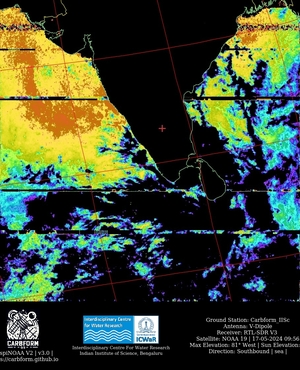 CARBFORM
spiNOAA V2 | v3.0 |
s://carbform.github.io
Interdisciplinary Centre
for Water Research
ICWaR
Interdisciplinary Centre For Water Research
Indian Institute of Science, Bengaluru
Ground Station: Carbform_IISc
Antenna: V-Dipole
Receiver: RTL-SDR V3
Satellite: NOAA 19 | 17-05-2024 09:56
Max Elevation: 81° West | Sun Elevation:
Direction: Southbound | sea |